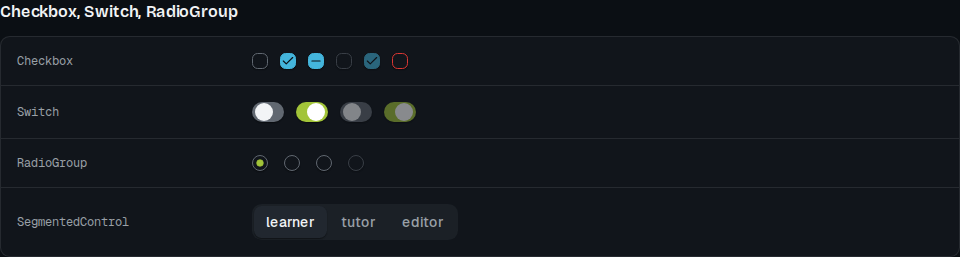 Checkbox, Switch, RadioGroup
Checkbox
Switch
RadioGroup
SegmentedControl
learner tutor editor